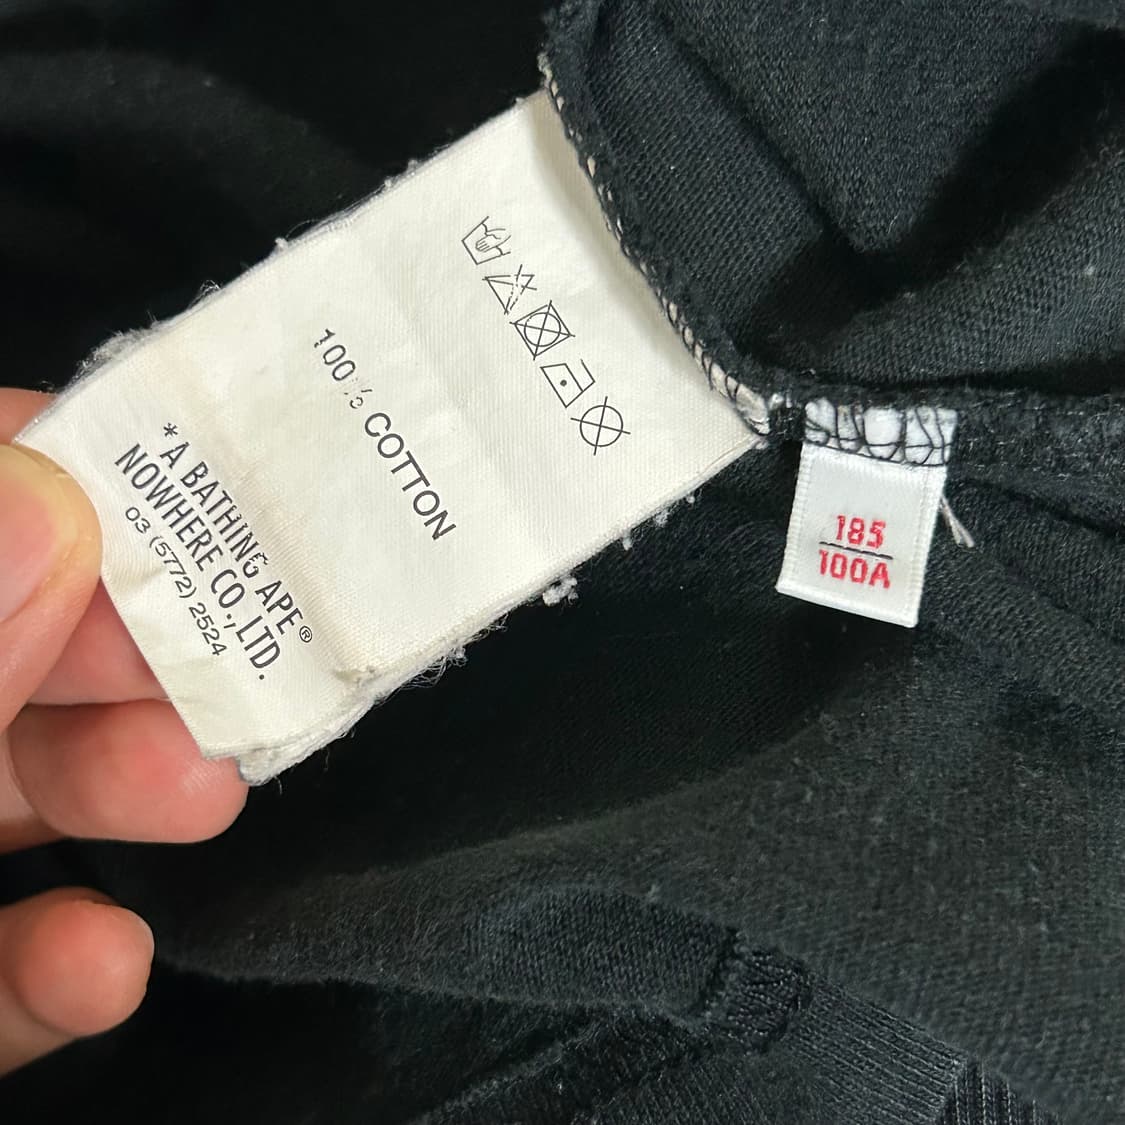 100% COTTON
*A BATHING APE®
NOWHERE CO., LTD.
03 (5772) 2524
185
100A